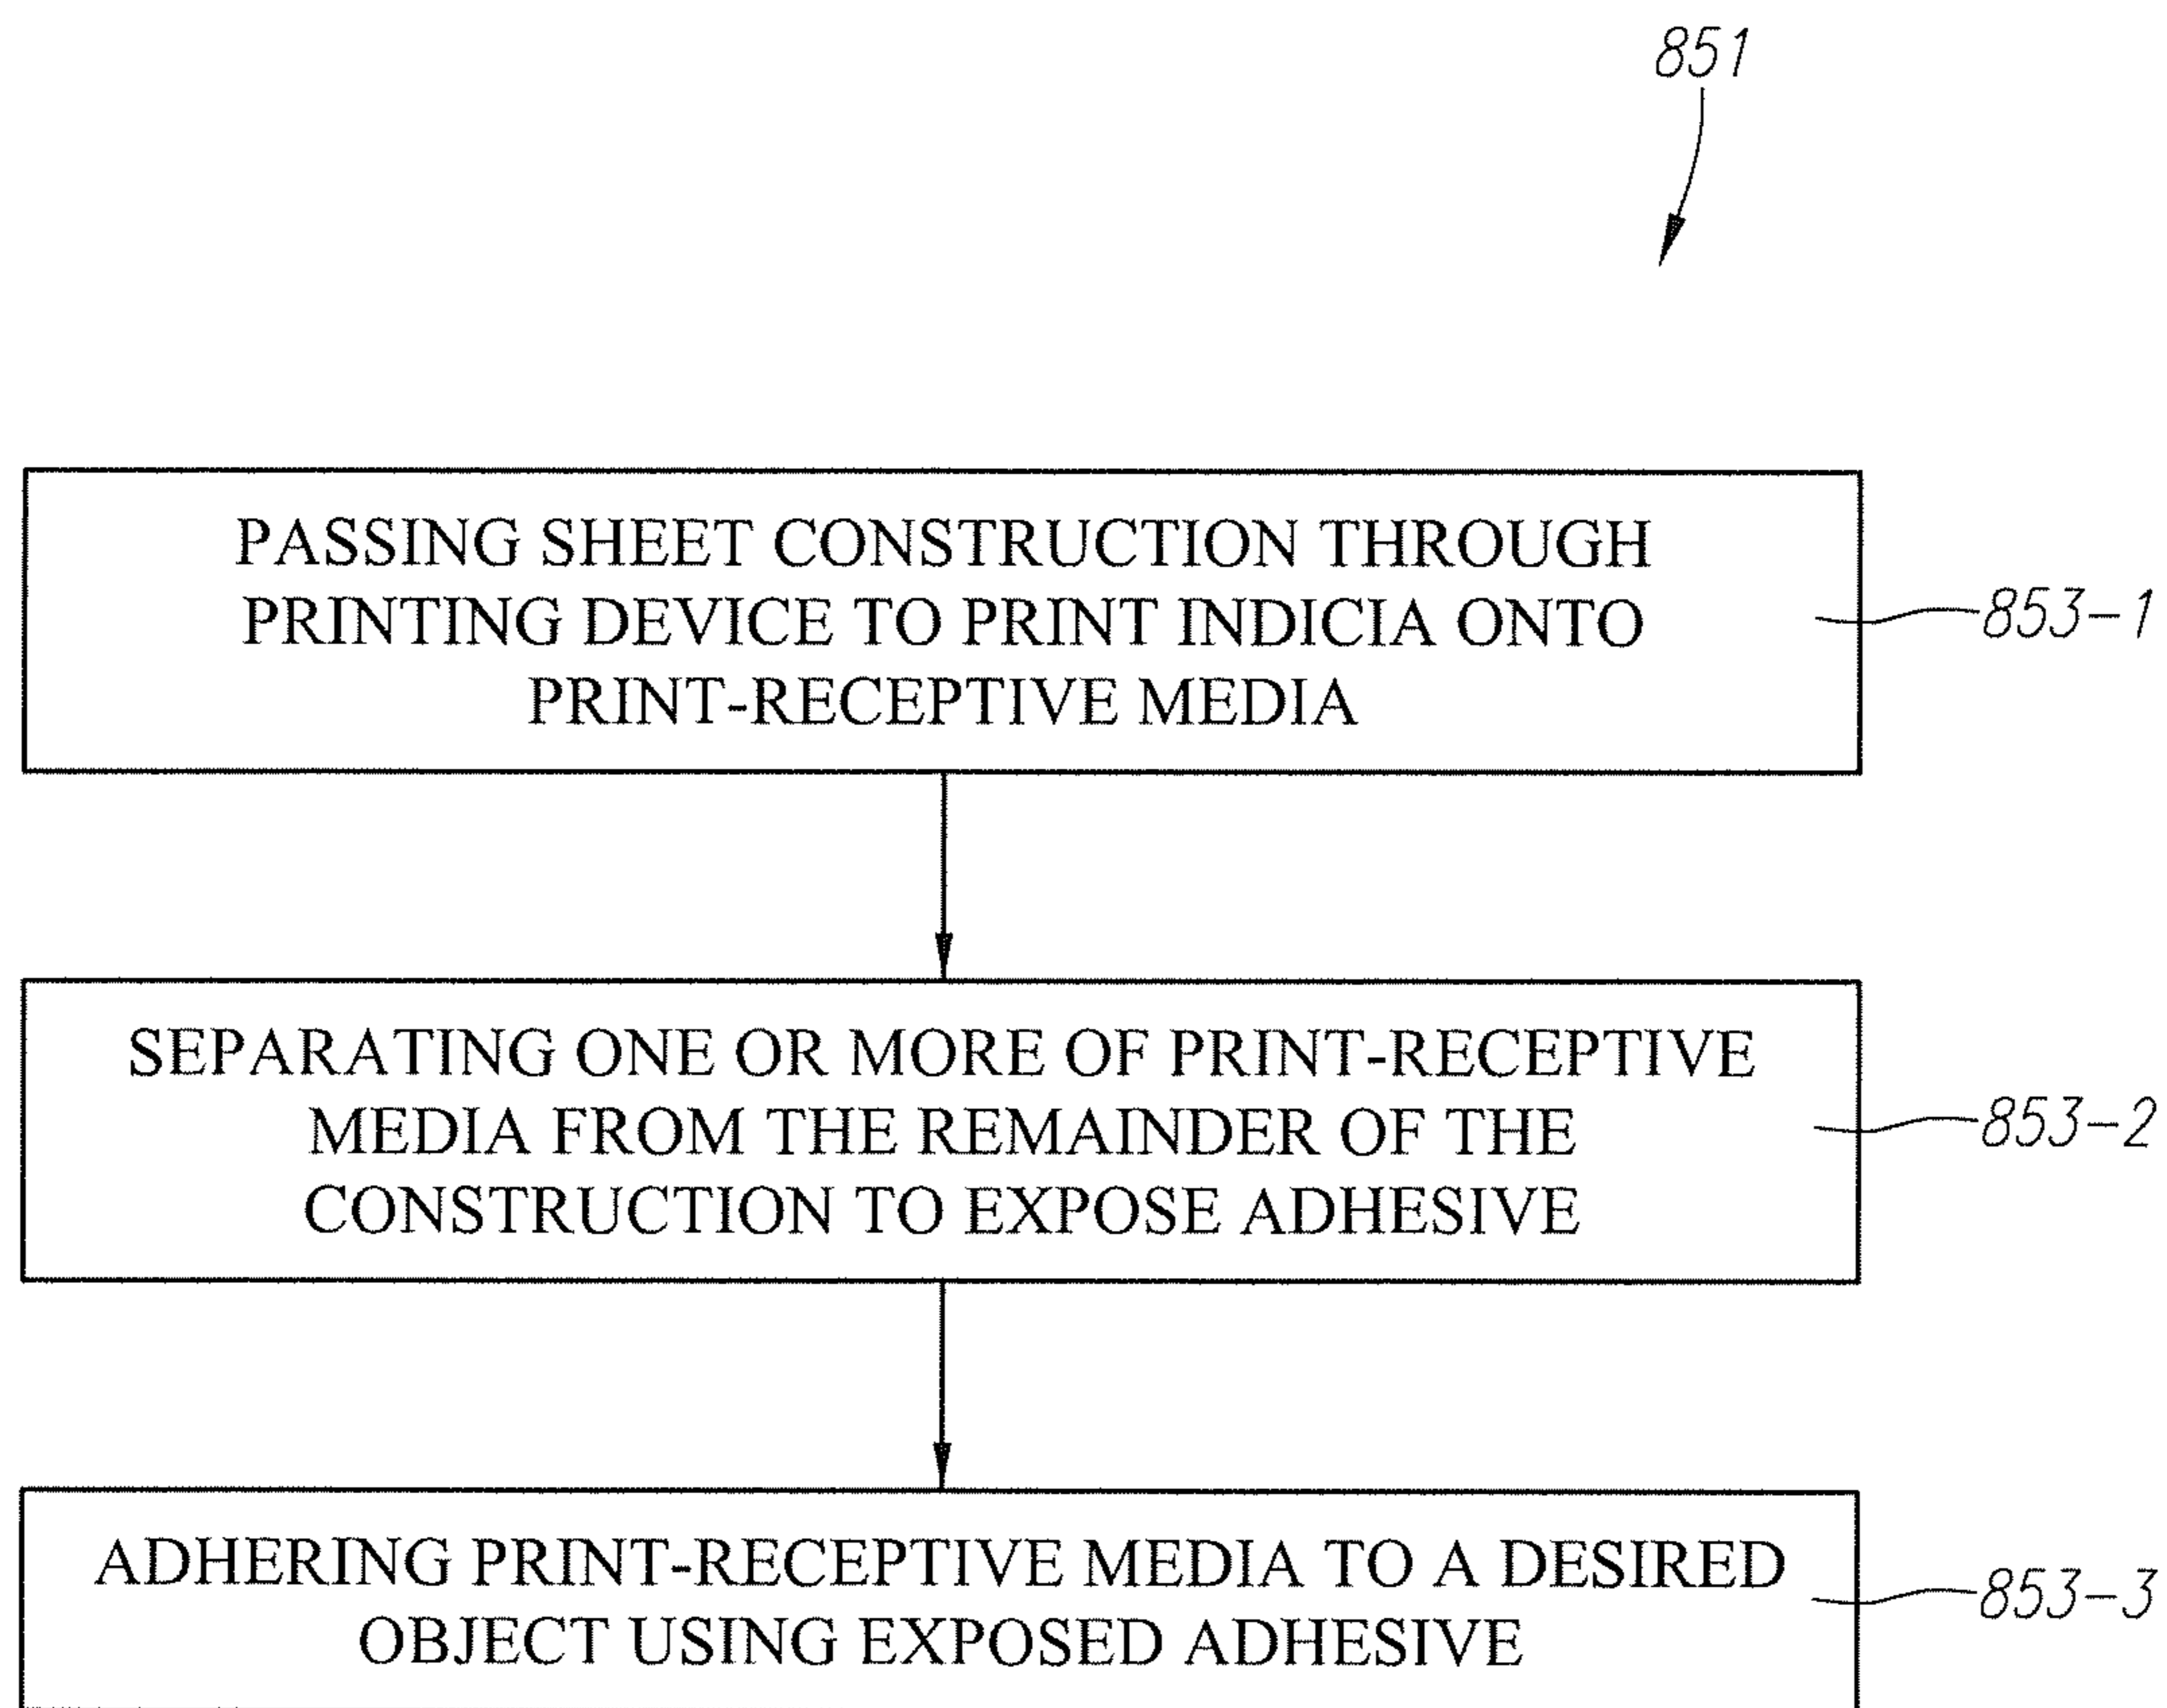 851
PASSING SHEET CONSTRUCTION THROUGH
PRINTING DEVICE TO PRINT INDICIA ONTO
PRINT-RECEPTIVE MEDIA
853-1
SEPARATING ONE OR MORE OF PRINT-RECEPTIVE
MEDIA FROM THE REMAINDER OF THE
CONSTRUCTION TO EXPOSE ADHESIVE
853-2
ADHERING PRINT-RECEPTIVE MEDIA TO A DESIRED
OBJECT USING EXPOSED ADHESIVE
853-3